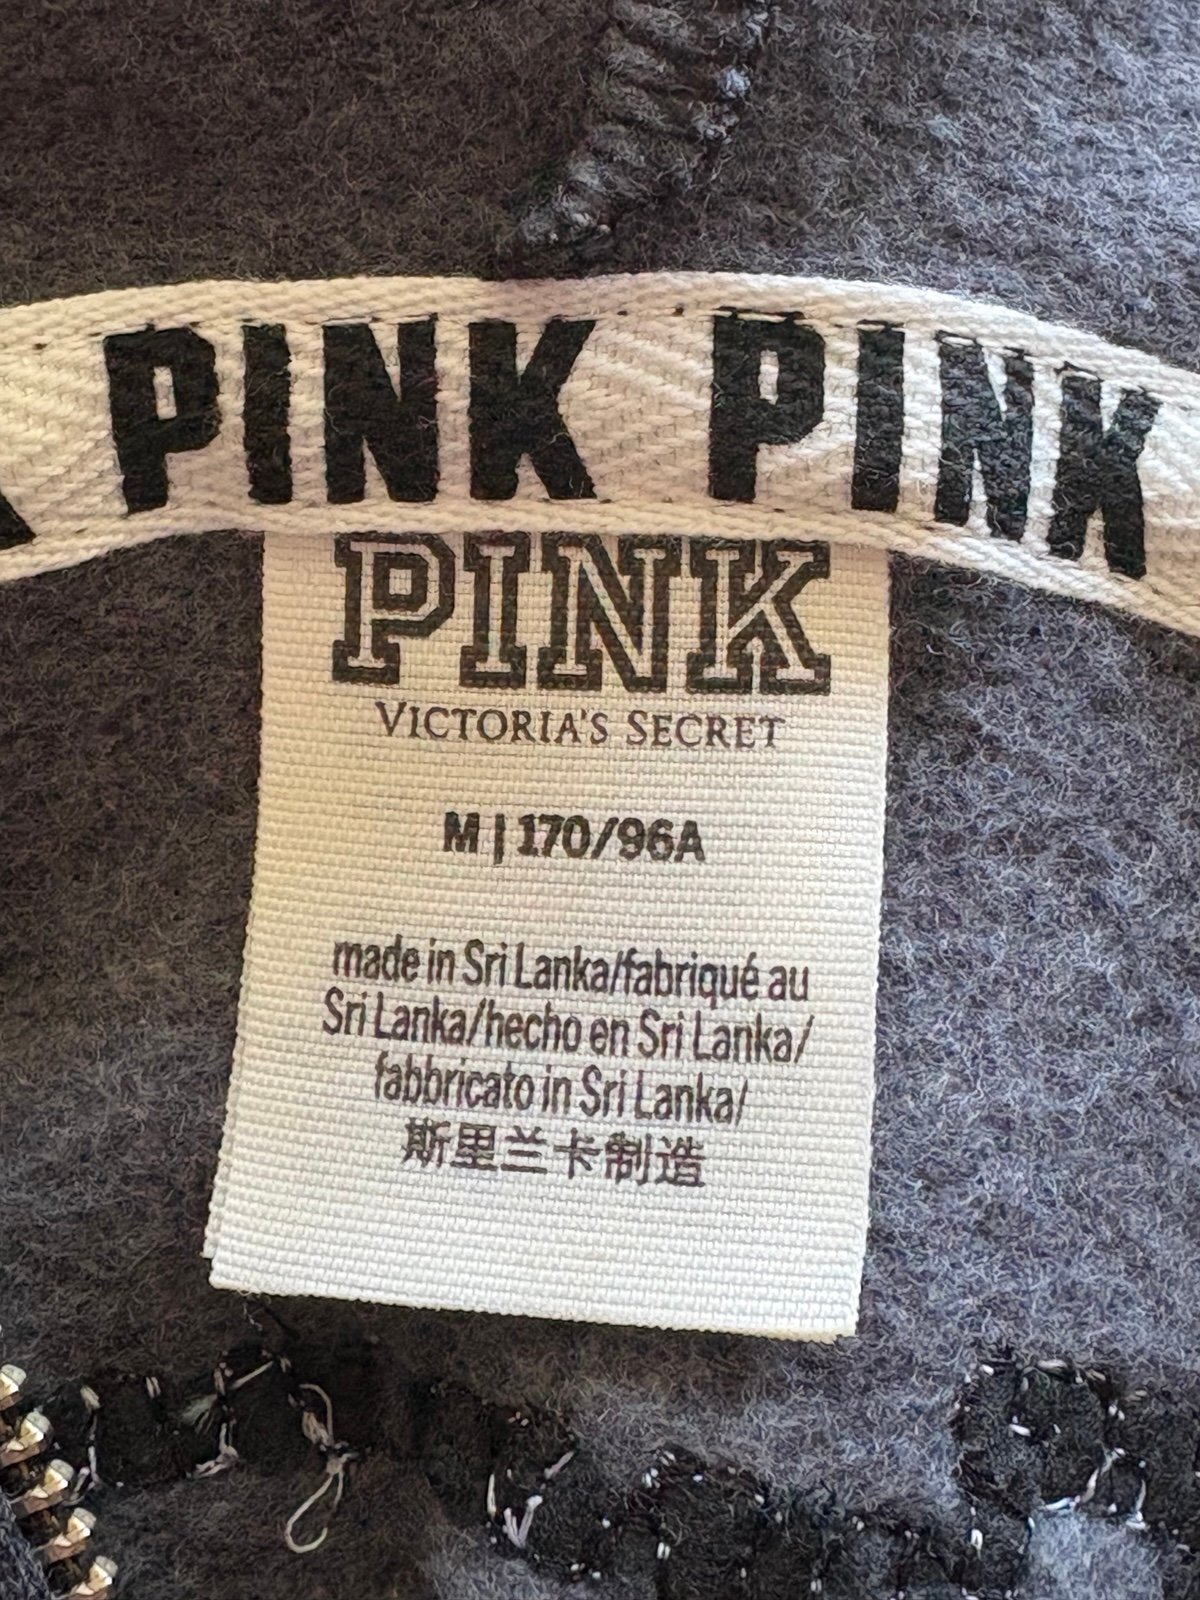 PINK PINK
PINK
VICTORIA'S SECRET
M | 170/96A
made in Sri Lanka/fabriqué au
Sri Lanka/hecho en Sri Lanka/
fabbricato in Sri Lanka/
斯里兰卡制造